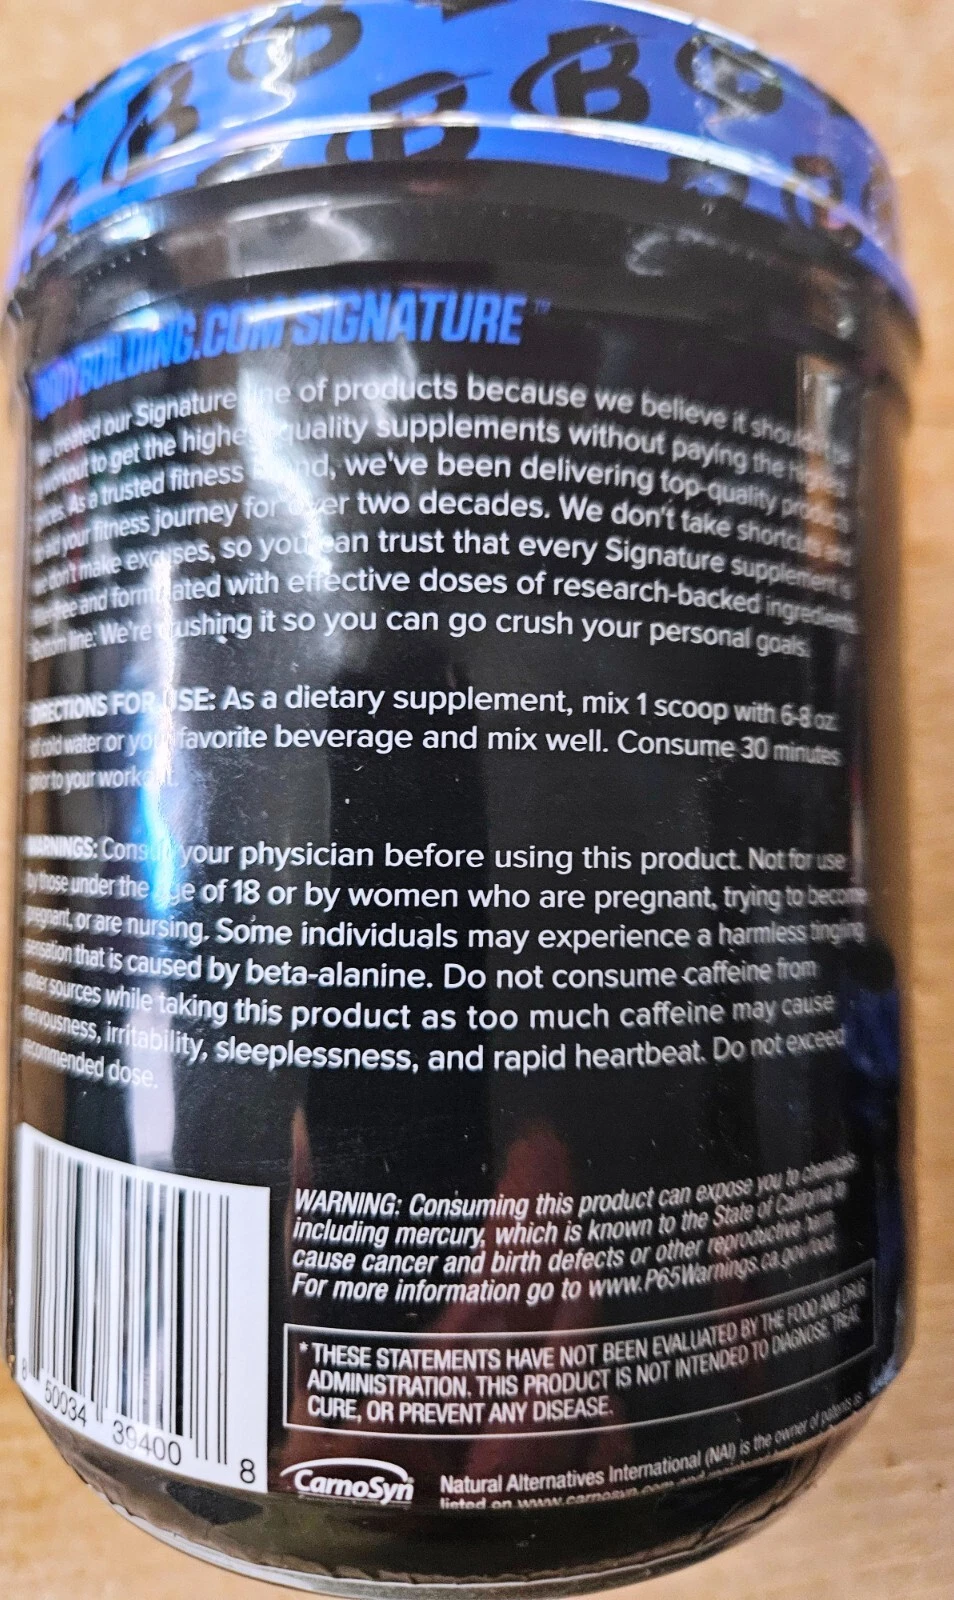 BODYBUILDING.COM SIGNATURE™
created our Signature line of products because we believe it shouldn't be
workout to get the highest quality supplements without paying the highest
prices. As a trusted fitness brand, we've been delivering top-quality products
to aid your fitness journey for over two decades. We don't take shortcuts and
we don't make excuses, so you can trust that every Signature supplement is
free and formulated with effective doses of research-backed ingredients.
Bottom line: We're crushing it so you can go crush your personal goals.
DIRECTIONS FOR USE: As a dietary supplement, mix 1 scoop with 6-8 oz.
of cold water or your favorite beverage and mix well. Consume 30 minutes
prior to your workout.
WARNINGS: Consult your physician before using this product. Not for use
by those under the age of 18 or by women who are pregnant, trying to become
pregnant, or are nursing. Some individuals may experience a harmless tingling
sensation that is caused by beta-alanine. Do not consume caffeine from
other sources while taking this product as too much caffeine may cause
nervousness, irritability, sleeplessness, and rapid heartbeat. Do not exceed
recommended dose.
WARNING: Consuming this product can expose you to chemicals
including mercury, which is known to the State of California to
cause cancer and birth defects or other reproductive harm.
For more information go to www.P65Warnings.ca.gov/food.
* THESE STATEMENTS HAVE NOT BEEN EVALUATED BY THE FOOD AND DRUG
ADMINISTRATION. THIS PRODUCT IS NOT INTENDED TO DIAGNOSE, TREAT,
CURE, OR PREVENT ANY DISEASE.
8 50034 39400 8
CarnoSyn®
Natural Alternatives International (NAI) is the owner of patents as
listed on www.carnosyn.com and